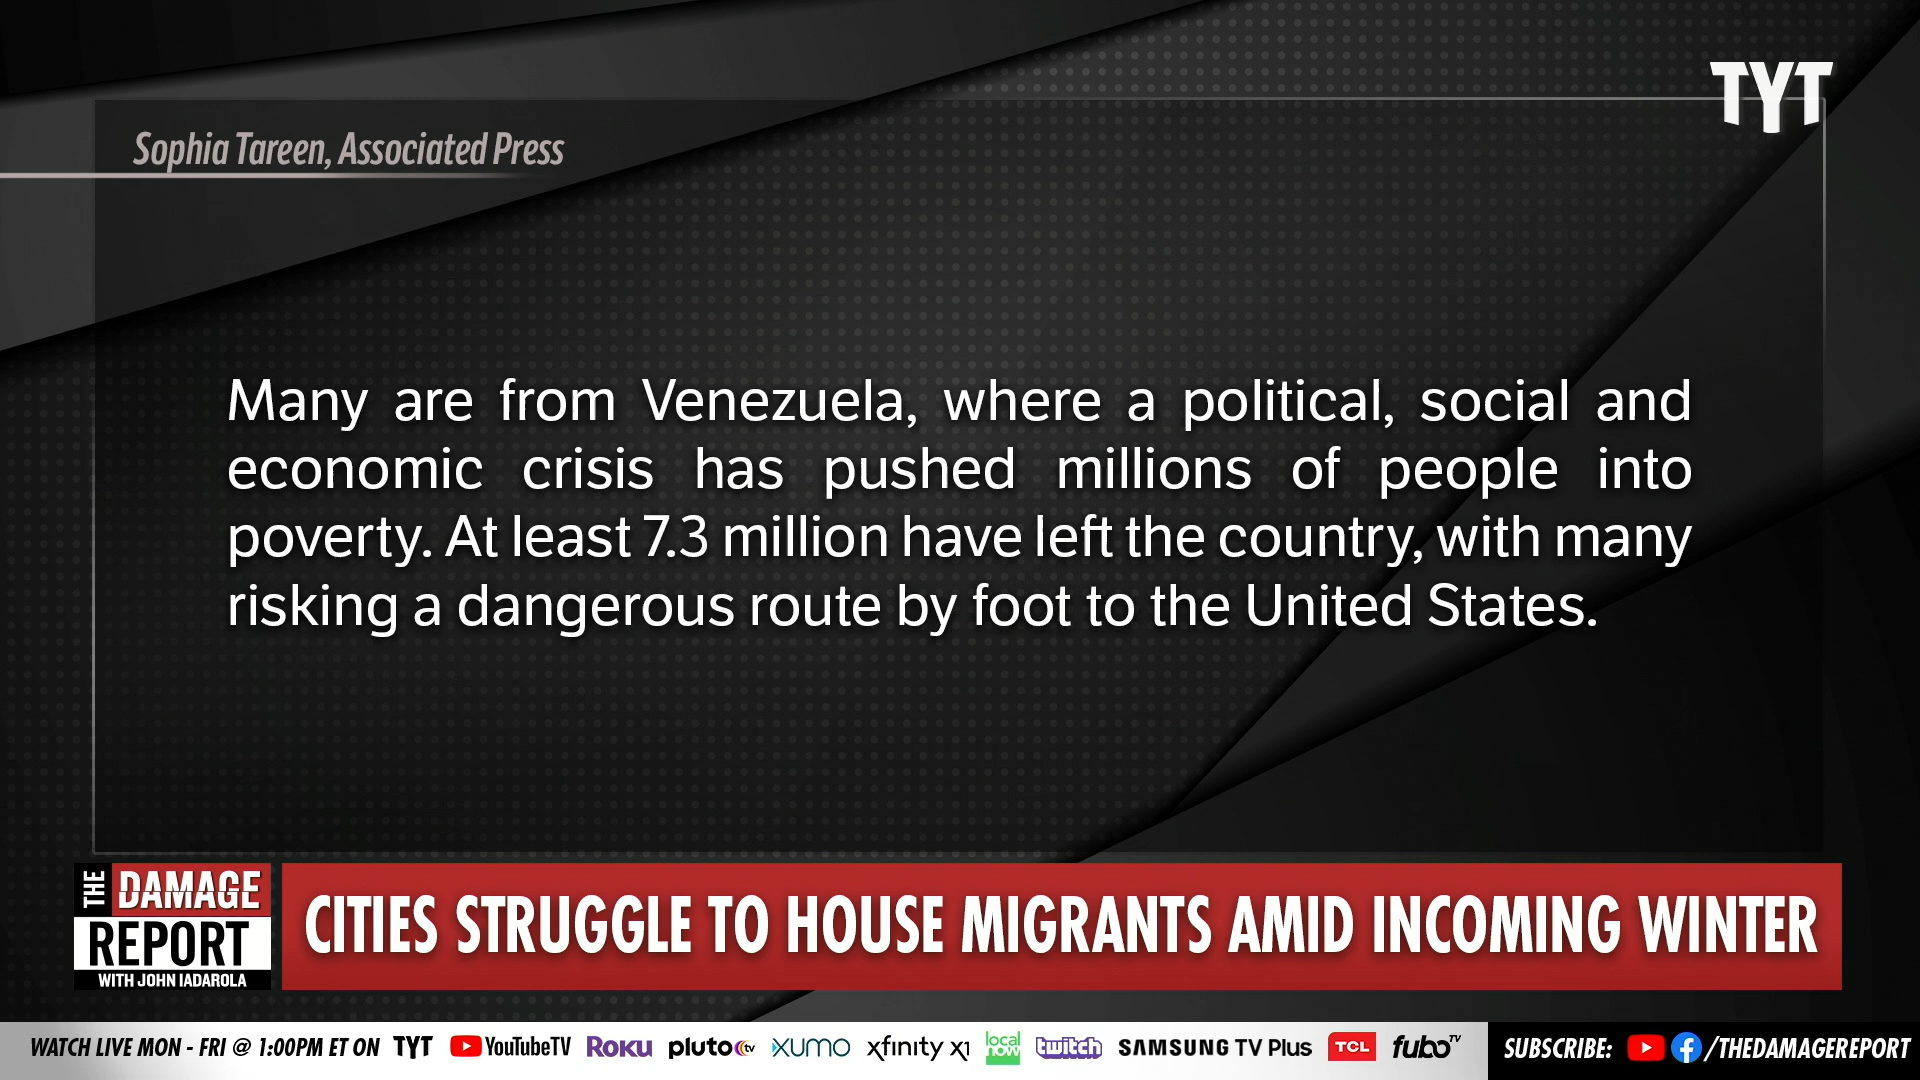 TYT
Sophia Tareen, Associated Press
Many are from Venezuela, where a political, social and
economic crisis has pushed millions of people into
poverty. At least 7.3 million have left the country, with many
risking a dangerous route by foot to the United States.
THE DAMAGE
REPORT
WITH JOHN IADAROLA
CITIES STRUGGLE TO HOUSE MIGRANTS AMID INCOMING WINTER
WATCH LIVE MON - FRI @ 1:00PM ET ON TYT YouTubeTV ROKU pluto tv XUMO xfinity x1 local now twitch SAMSUNG TV Plus TCL fubo TV SUBSCRIBE: /THEDAMAGEREPORT